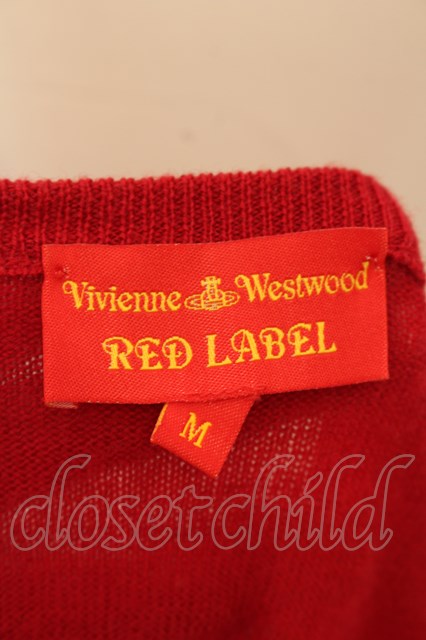 Vivienne Westwood
RED LABEL
M
closetchild